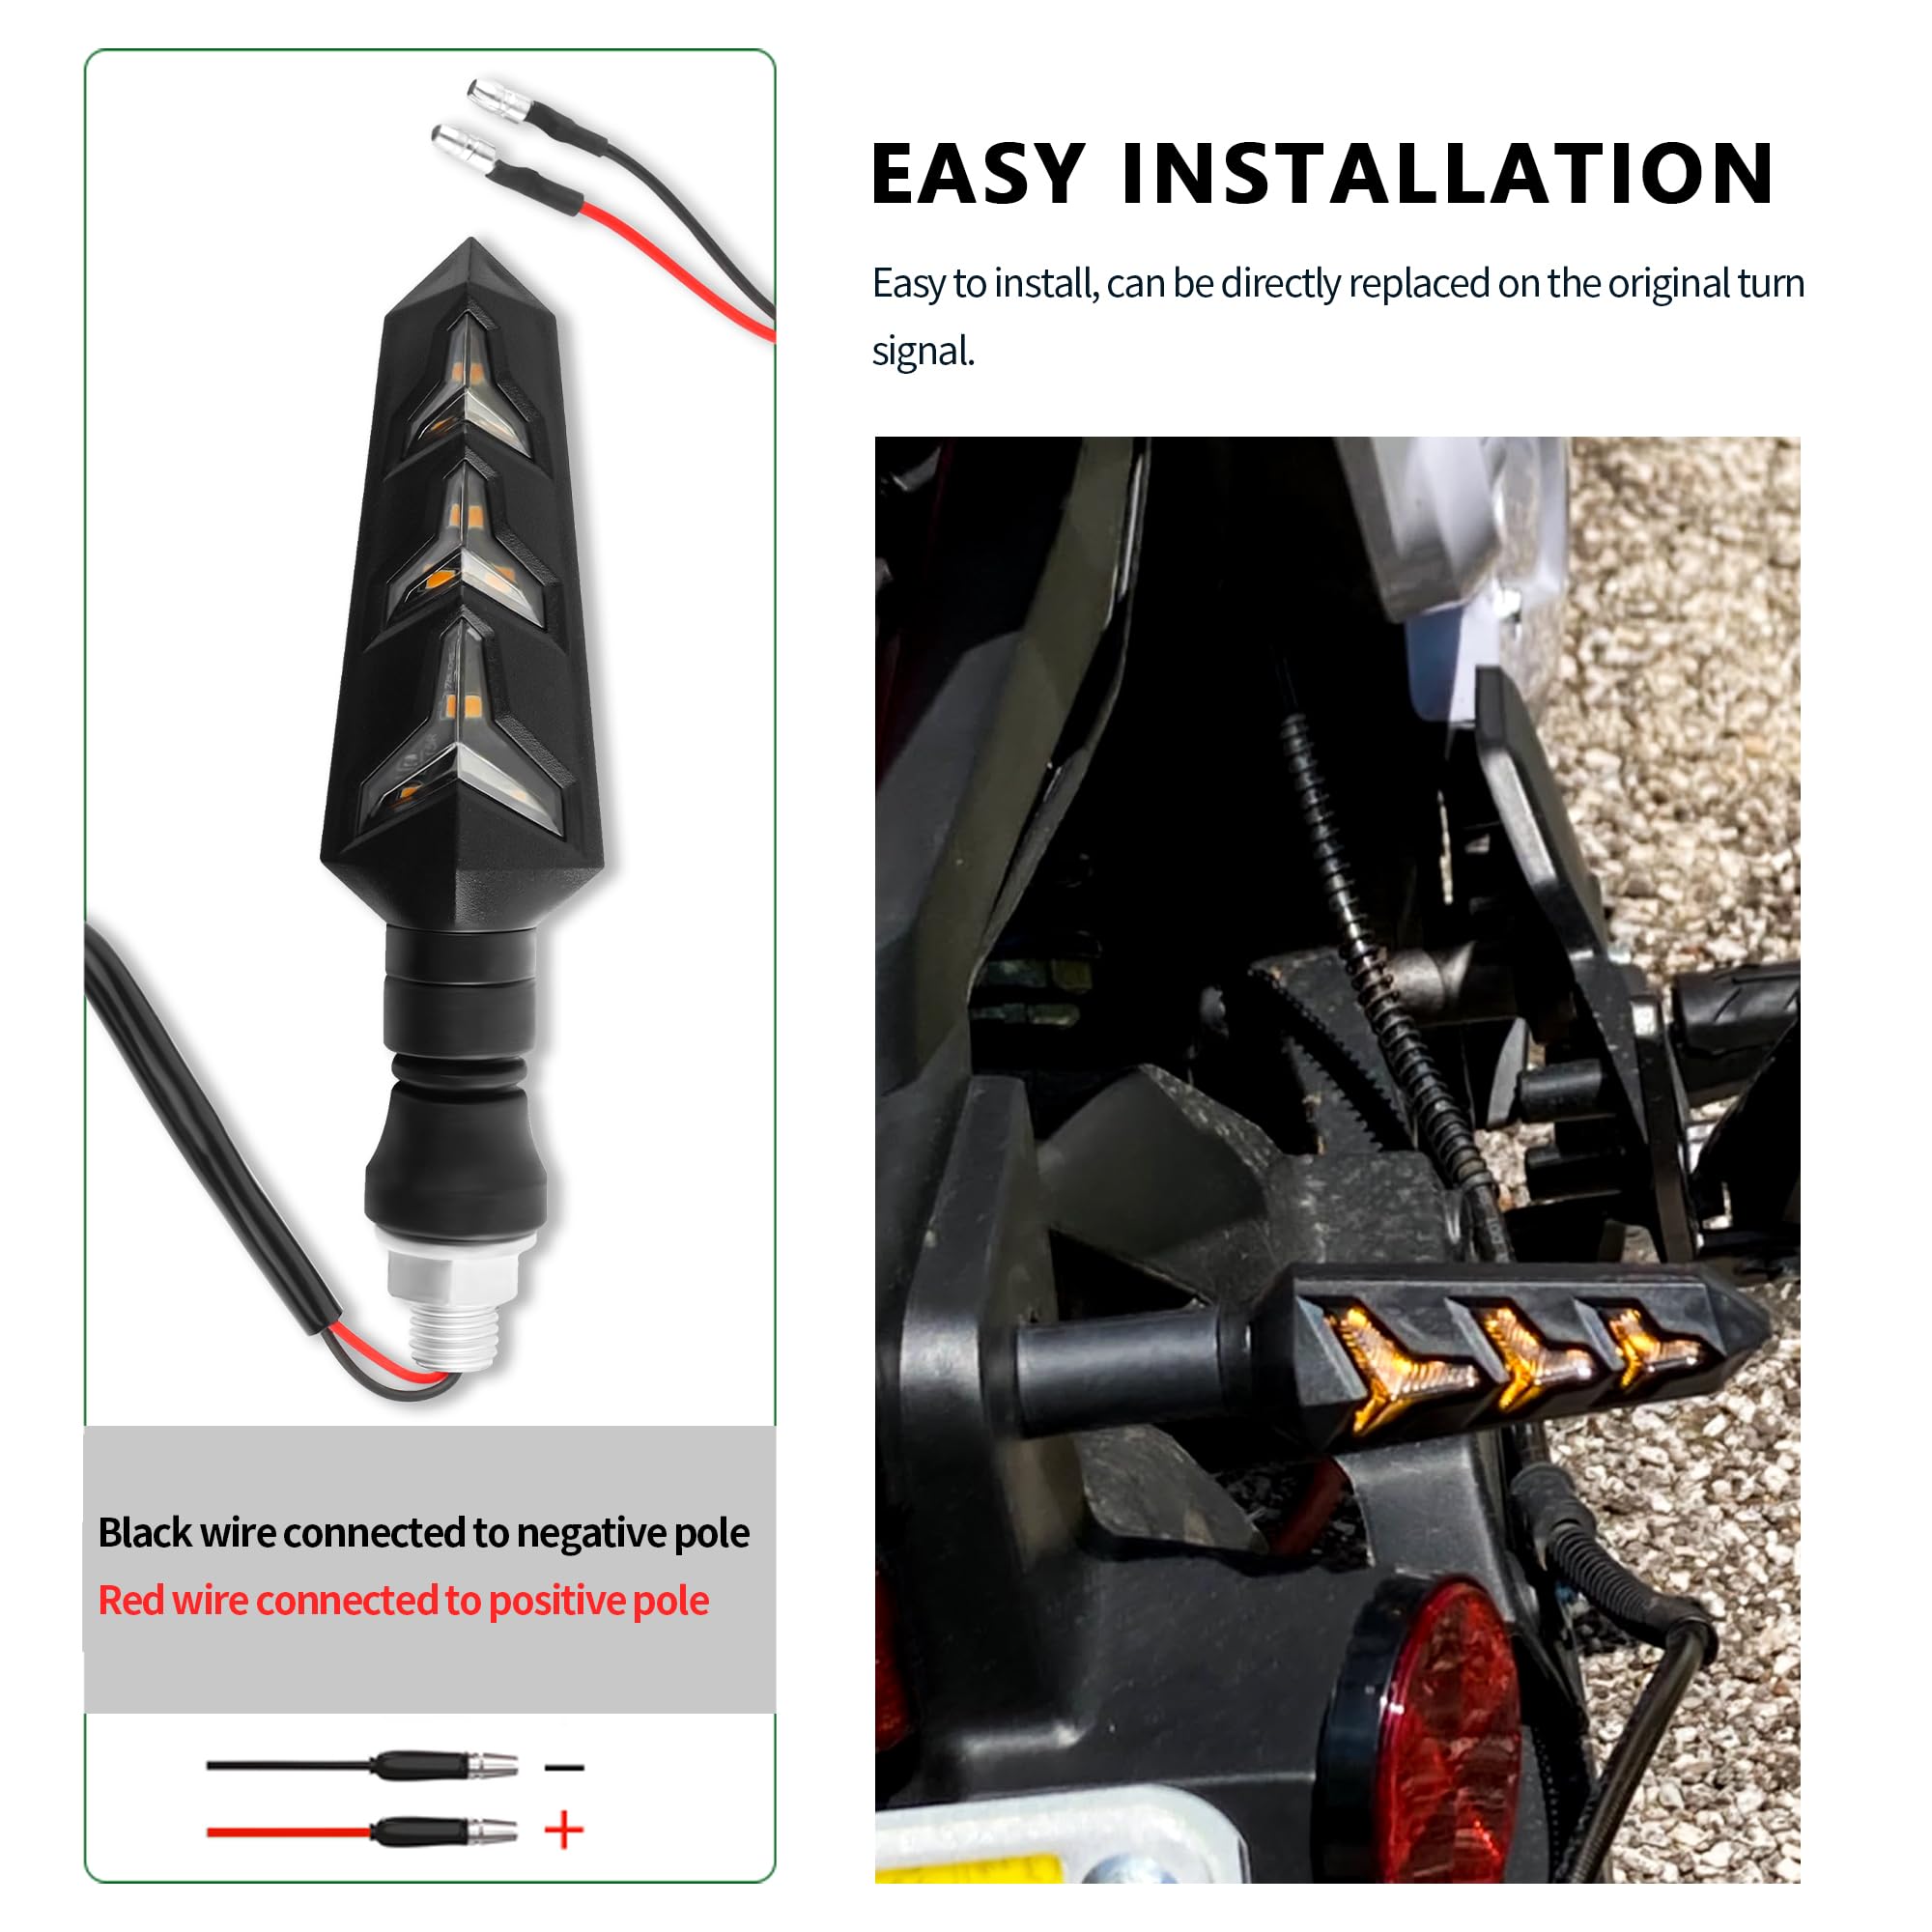 EASY INSTALLATION
Easy to install, can be directly replaced on the original turn
signal.
Black wire connected to negative pole
Red wire connected to positive pole
−
+